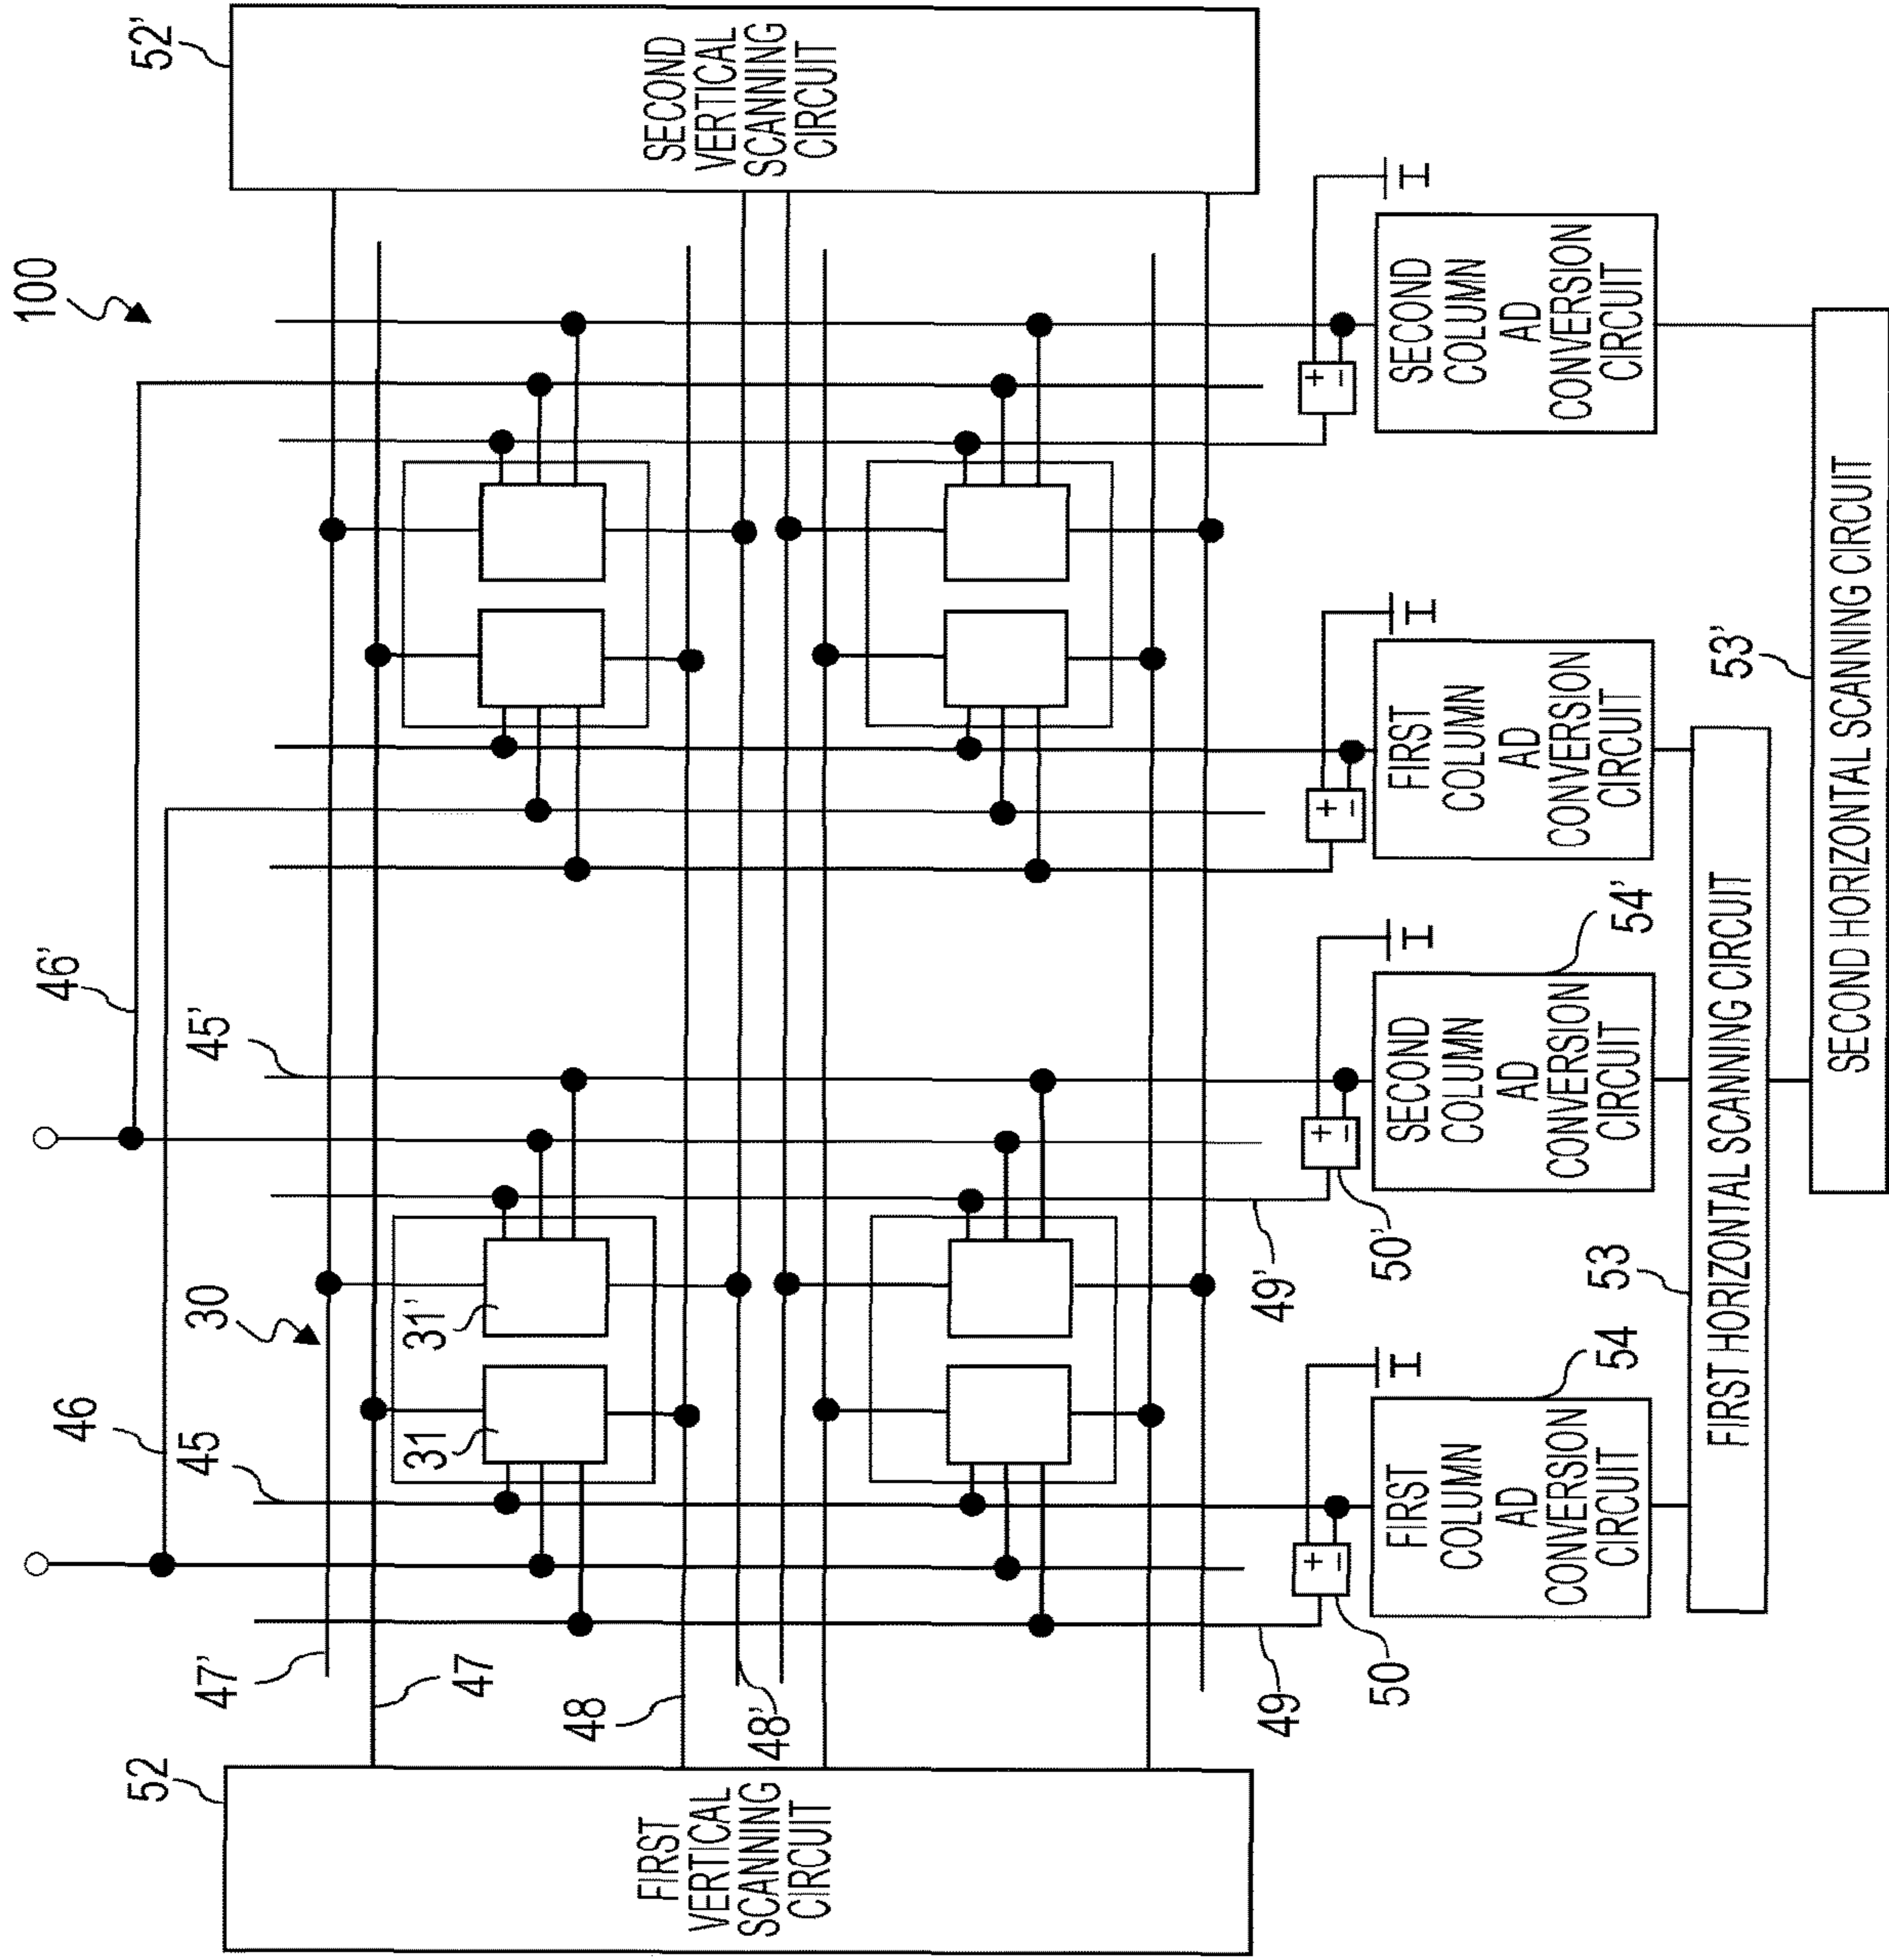 100
52'
SECOND
VERTICAL
SCANNING
CIRCUIT
46'
46
45'
45
30
31
31'
47'
47
48
48'
52
FIRST
VERTICAL
SCANNING
CIRCUIT
49
49'
50
50'
+
−
+
−
+
−
+
−
54
FIRST
COLUMN
AD
CONVERSION
CIRCUIT
54'
SECOND
COLUMN
AD
CONVERSION
CIRCUIT
FIRST
COLUMN
AD
CONVERSION
CIRCUIT
SECOND
COLUMN
AD
CONVERSION
CIRCUIT
53
FIRST HORIZONTAL SCANNING CIRCUIT
53'
SECOND HORIZONTAL SCANNING CIRCUIT